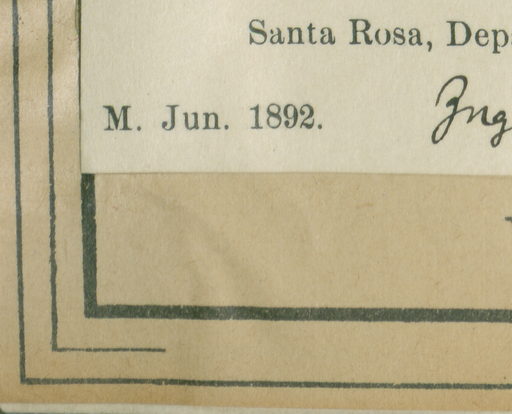 Santa Rosa, Dep
M. Jun. 1892.